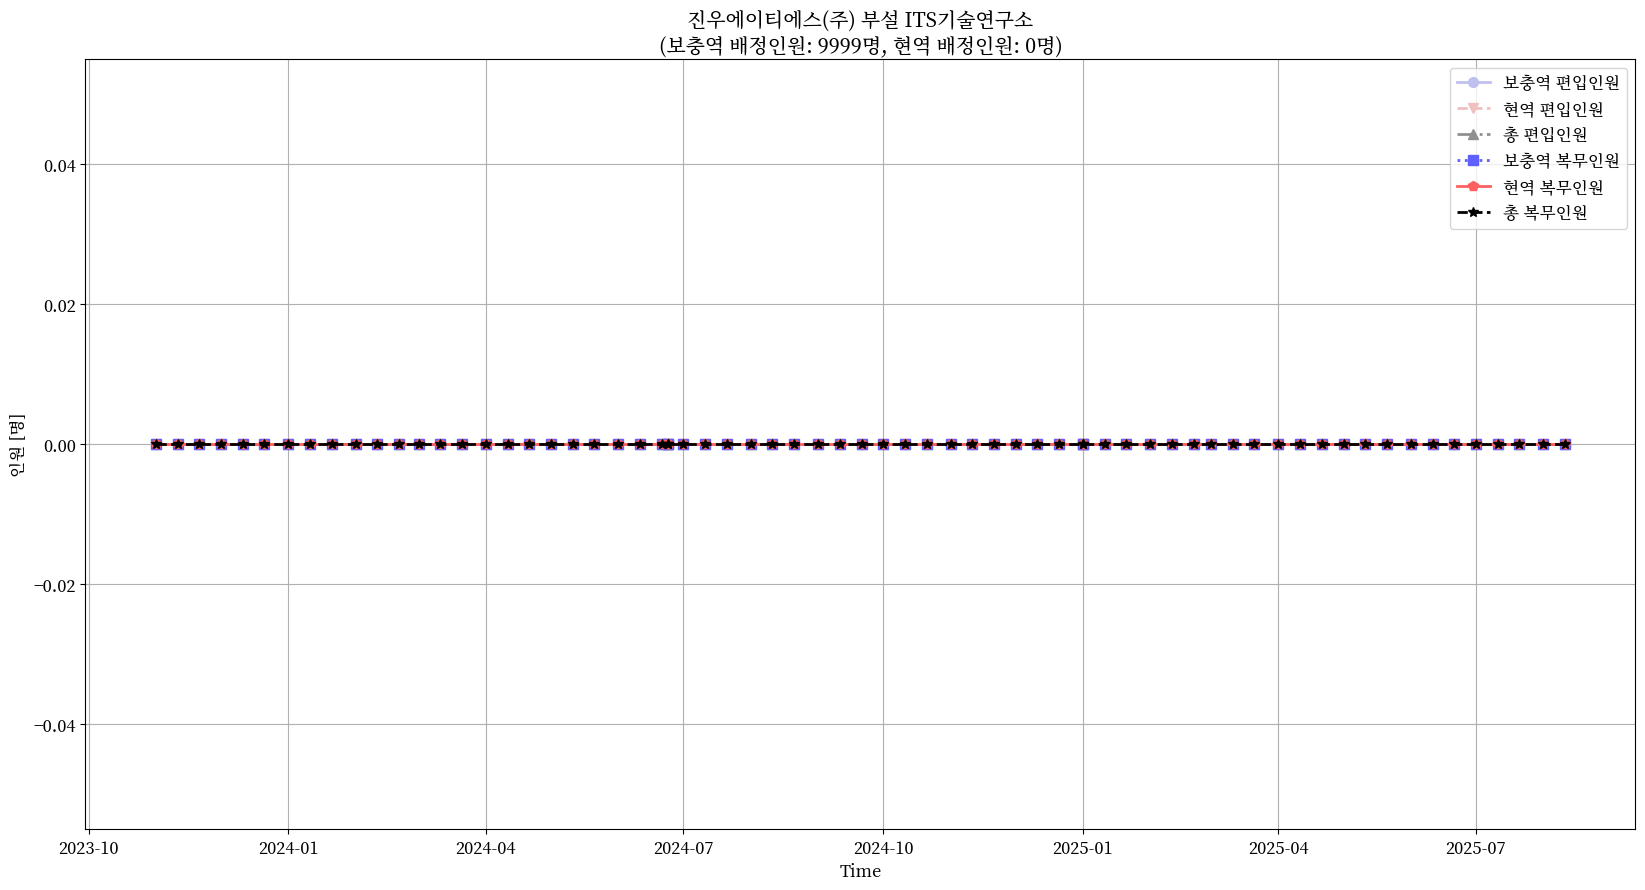 진우에이티에스(주) 부설 ITS기술연구소
(보충역 배정인원: 9999명, 현역 배정인원: 0명)
보충역 편입인원
현역 편입인원
총 편입인원
보충역 복무인원
현역 복무인원
총 복무인원
인원 [명]
0.04
0.02
0.00
−0.02
−0.04
2023-10
2024-01
2024-04
2024-07
2024-10
2025-01
2025-04
2025-07
Time